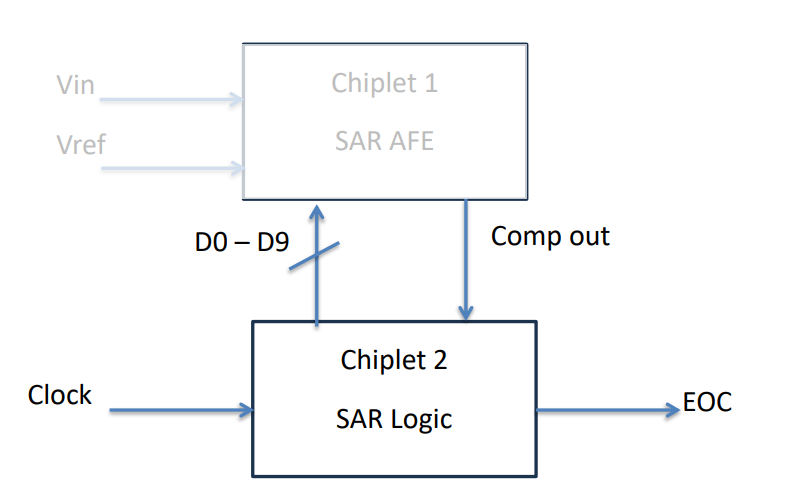 Vin
Vref
Chiplet 1
SAR AFE
D0 – D9
Comp out
Clock
Chiplet 2
SAR Logic
EOC